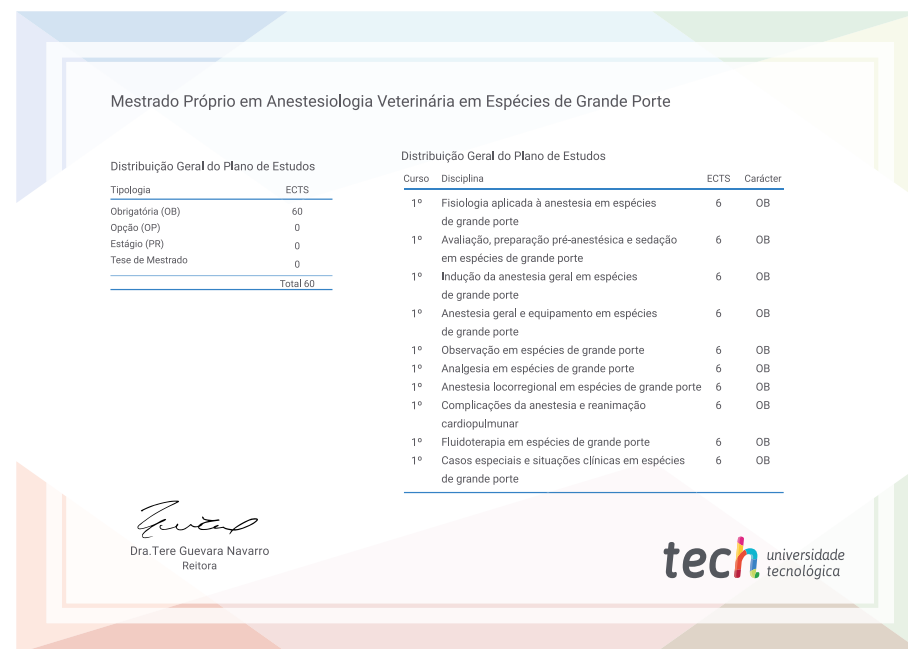 Mestrado Próprio em Anestesiologia Veterinária em Espécies de Grande Porte
Distribuição Geral do Plano de Estudos
Tipologia ECTS
Obrigatória (OB) 60
Opção (OP) 0
Estágio (PR) 0
Tese de Mestrado 0
Total 60
Distribuição Geral do Plano de Estudos
Curso Disciplina ECTS Carácter
1º Fisiologia aplicada à anestesia em espécies 6 OB
de grande porte
1º Avaliação, preparação pré-anestésica e sedação 6 OB
em espécies de grande porte
1º Indução da anestesia geral em espécies 6 OB
de grande porte
1º Anestesia geral e equipamento em espécies 6 OB
de grande porte
1º Observação em espécies de grande porte 6 OB
1º Analgesia em espécies de grande porte 6 OB
1º Anestesia locorregional em espécies de grande porte 6 OB
1º Complicações da anestesia e reanimação 6 OB
cardiopulmunar
1º Fluidoterapia em espécies de grande porte 6 OB
1º Casos especiais e situações clínicas em espécies 6 OB
de grande porte
Dra.Tere Guevara Navarro
Reitora
tech universidade
tecnológica